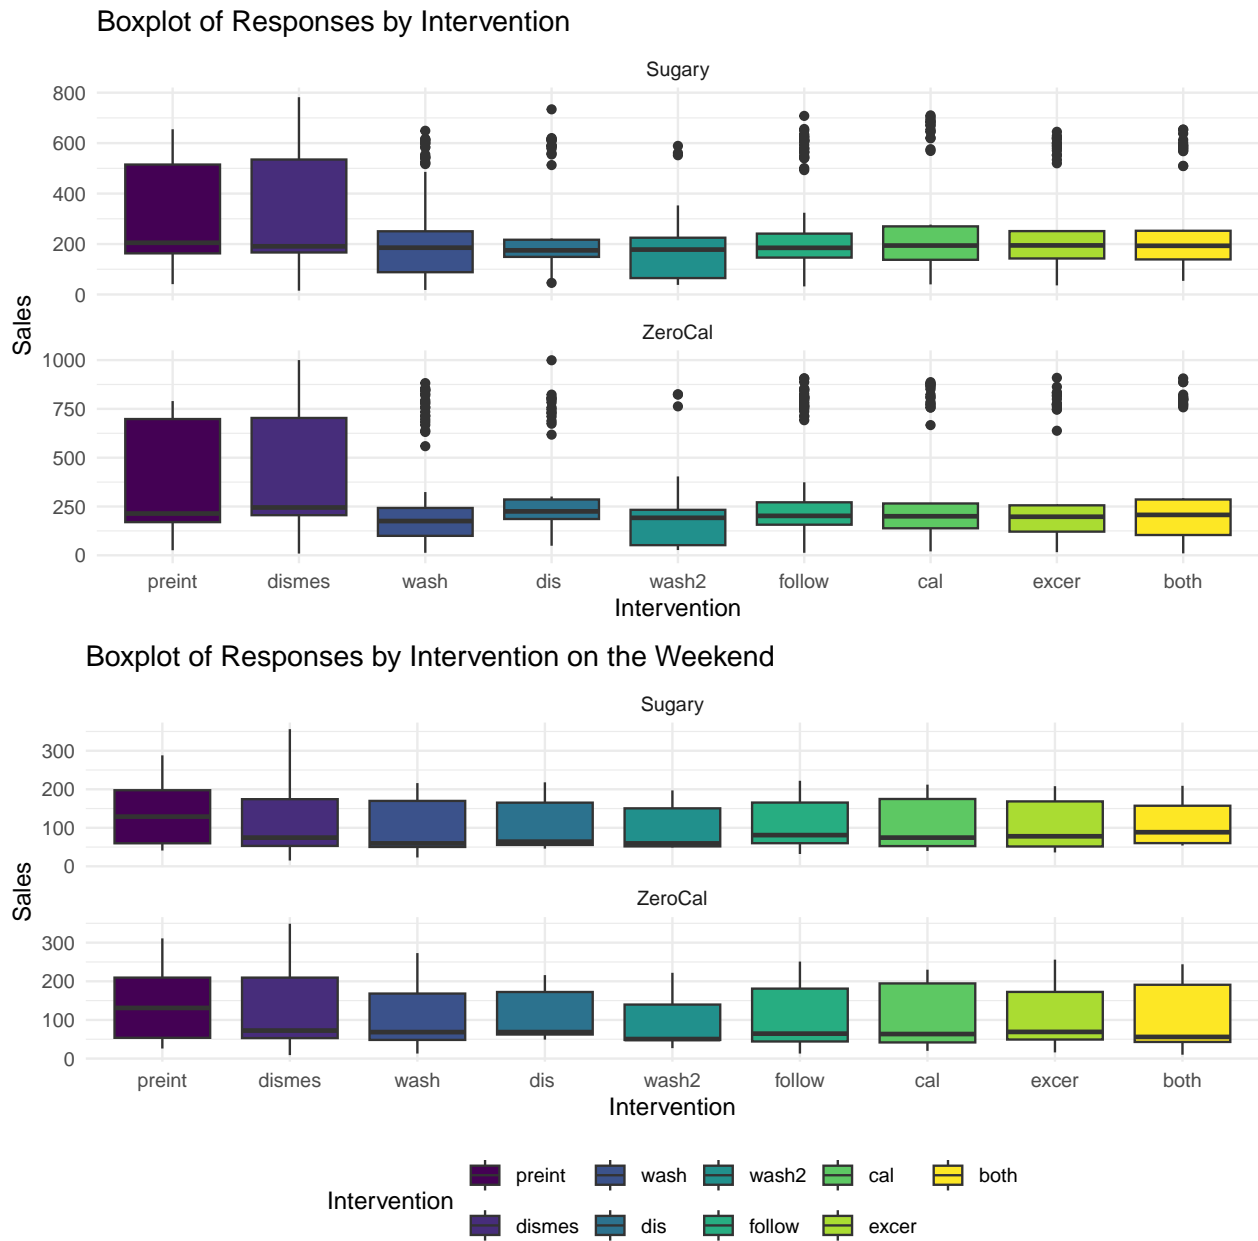 Boxplot of Responses by Intervention
Sugary
800
600
400
200
0
ZeroCal
1000
750
500
250
0
Sales
preint dismes wash dis wash2 follow cal excer both
Intervention
Boxplot of Responses by Intervention on the Weekend
Sugary
300
200
100
0
ZeroCal
300
200
100
0
Sales
preint dismes wash dis wash2 follow cal excer both
Intervention
Intervention
preint wash wash2 cal both
dismes dis follow excer